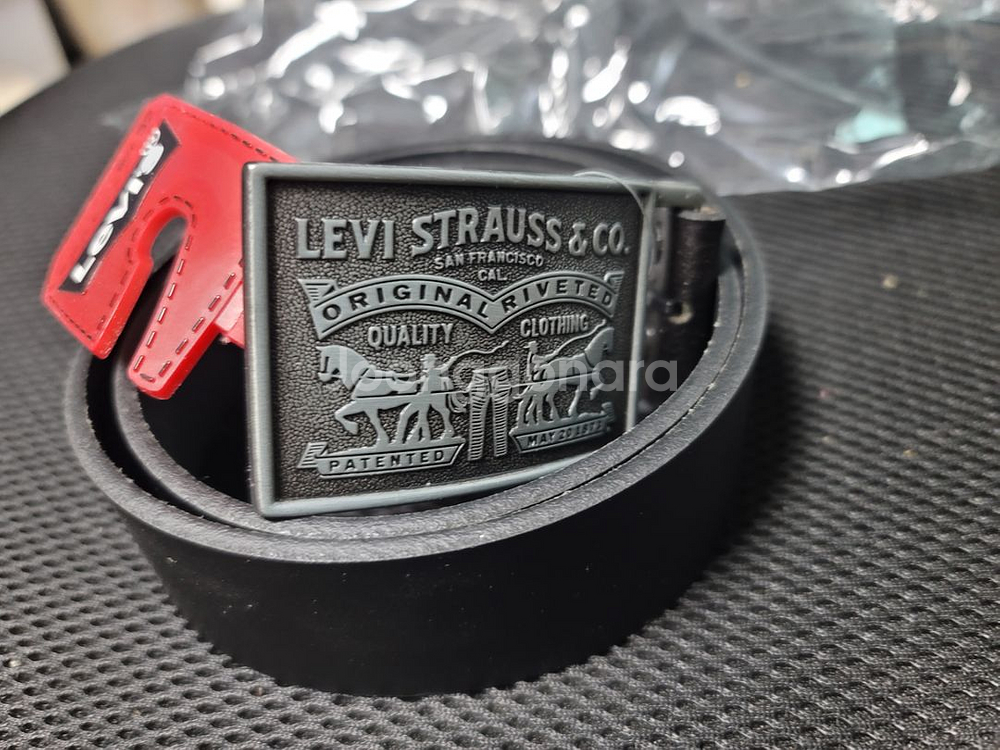 Levi's
LEVI STRAUSS & CO.
SAN FRANCISCO
CAL.
ORIGINAL RIVETED
QUALITY CLOTHING
PATENTED
MAY 20 1873